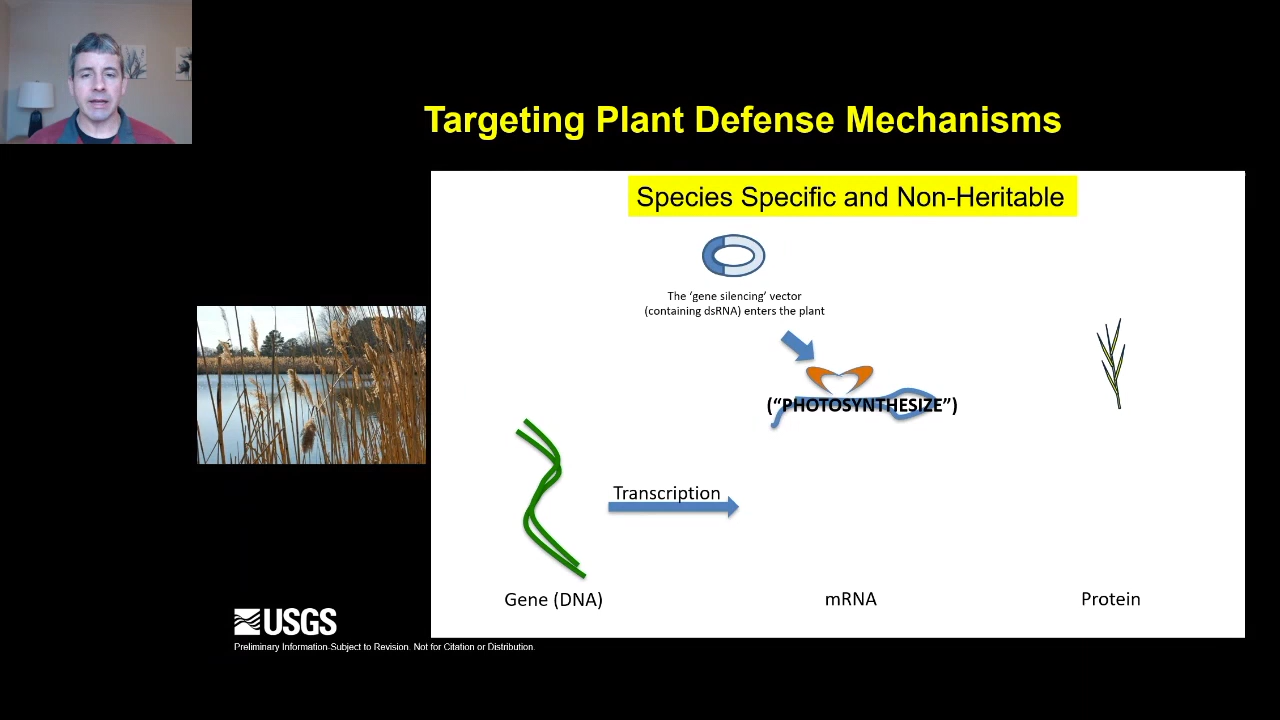 Targeting Plant Defense Mechanisms
Species Specific and Non-Heritable
The ‘gene silencing’ vector
(containing dsRNA) enters the plant
(“PHOTOSYNTHESIZE”)
Transcription
Gene (DNA)
mRNA
Protein
USGS
Preliminary Information-Subject to Revision. Not for Citation or Distribution.